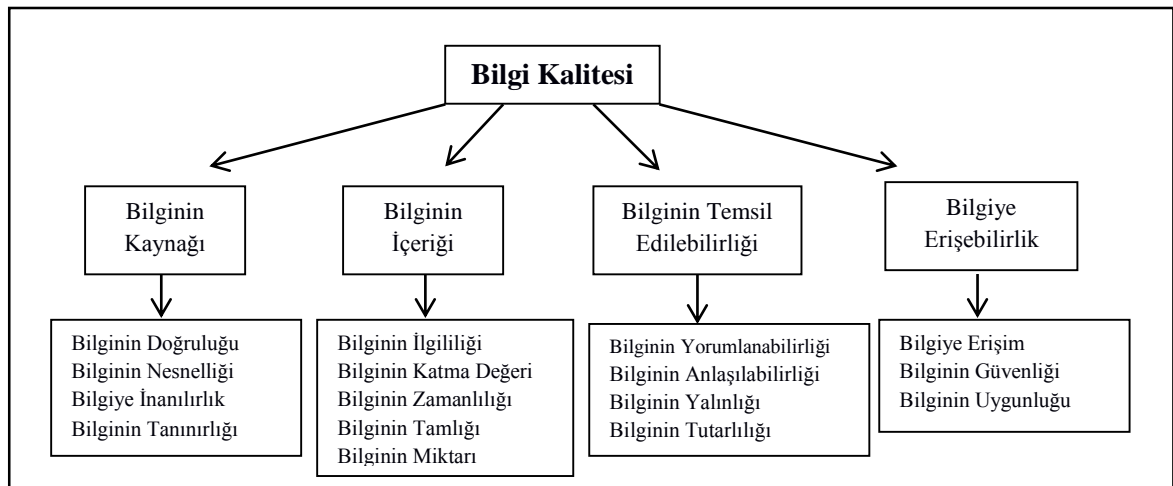 Bilgi Kalitesi
Bilginin
Kaynağı
Bilginin
İçeriği
Bilginin Temsil
Edilebilirliği
Bilgiye
Erişebilirlik
Bilginin Doğruluğu
Bilginin Nesnelliği
Bilgiye İnanılırlık
Bilginin Tanınırlığı
Bilginin İlgililiği
Bilginin Katma Değeri
Bilginin Zamanlılığı
Bilginin Tamlığı
Bilginin Miktarı
Bilginin Yorumlanabilirliği
Bilginin Anlaşılabilirliği
Bilginin Yalınlığı
Bilginin Tutarlılığı
Bilgiye Erişim
Bilginin Güvenliği
Bilginin Uygunluğu